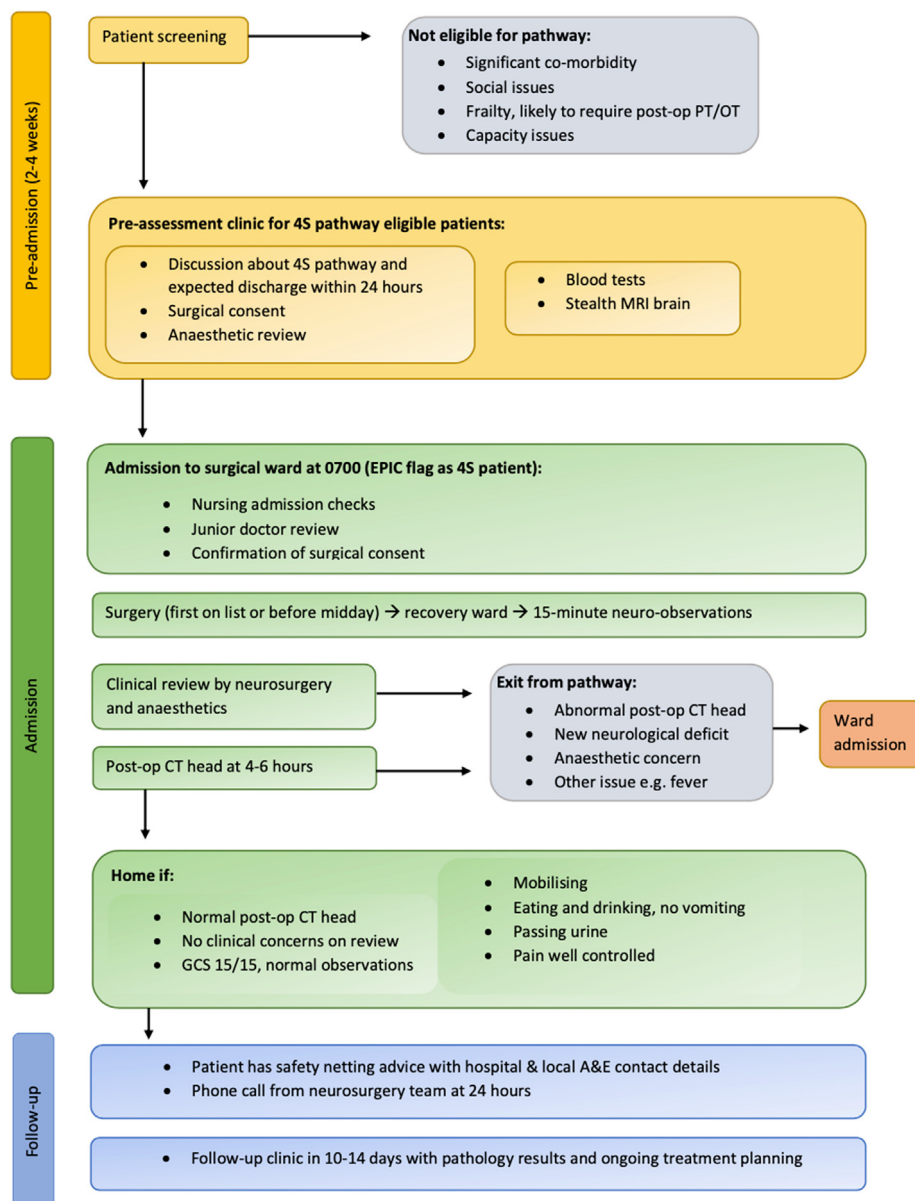 Pre-admission (2-4 weeks)
Patient screening
Not eligible for pathway:
• Significant co-morbidity
• Social issues
• Frailty, likely to require post-op PT/OT
• Capacity issues
Pre-assessment clinic for 4S pathway eligible patients:
• Discussion about 4S pathway and
expected discharge within 24 hours
• Surgical consent
• Anaesthetic review
• Blood tests
• Stealth MRI brain
Admission
Admission to surgical ward at 0700 (EPIC flag as 4S patient):
• Nursing admission checks
• Junior doctor review
• Confirmation of surgical consent
Surgery (first on list or before midday) → recovery ward → 15-minute neuro-observations
Clinical review by neurosurgery
and anaesthetics
Post-op CT head at 4-6 hours
Exit from pathway:
• Abnormal post-op CT head
• New neurological deficit
• Anaesthetic concern
• Other issue e.g. fever
Ward
admission
Home if:
• Normal post-op CT head
• No clinical concerns on review
• GCS 15/15, normal observations
• Mobilising
• Eating and drinking, no vomiting
• Passing urine
• Pain well controlled
Follow-up
• Patient has safety netting advice with hospital & local A&E contact details
• Phone call from neurosurgery team at 24 hours
• Follow-up clinic in 10-14 days with pathology results and ongoing treatment planning